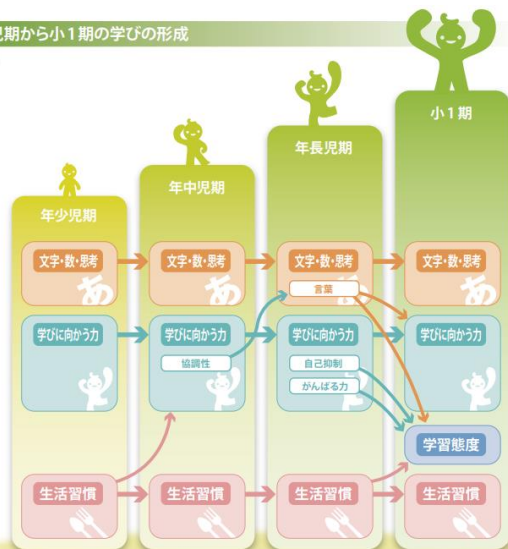 児期から小1期の学びの形成
小1期
年長児期
年中児期
年少児期
文字・数・思考
あ
文字・数・思考
あ
文字・数・思考
言葉
あ
文字・数・思考
あ
学びに向かう力
学びに向かう力
協調性
学びに向かう力
自己抑制
がんばる力
学びに向かう力
学習態度
生活習慣
生活習慣
生活習慣
生活習慣